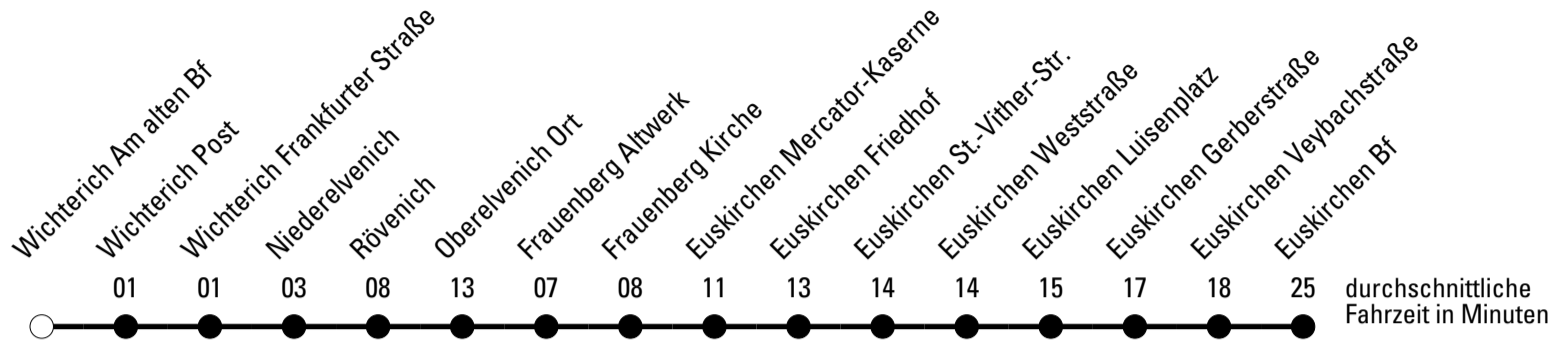 Wichterich Am alten Bf
Wichterich Post
Wichterich Frankfurter Straße
Niederelvenich
Rövenich
Oberelvenich Ort
Frauenberg Altwerk
Frauenberg Kirche
Euskirchen Mercator-Kaserne
Euskirchen Friedhof
Euskirchen St.-Vither-Str.
Euskirchen Weststraße
Euskirchen Luisenplatz
Euskirchen Gerberstraße
Euskirchen Veybachstraße
Euskirchen Bf
01 01 03 08 13 07 08 11 13 14 14 15 17 18 25
durchschnittliche
Fahrzeit in Minuten